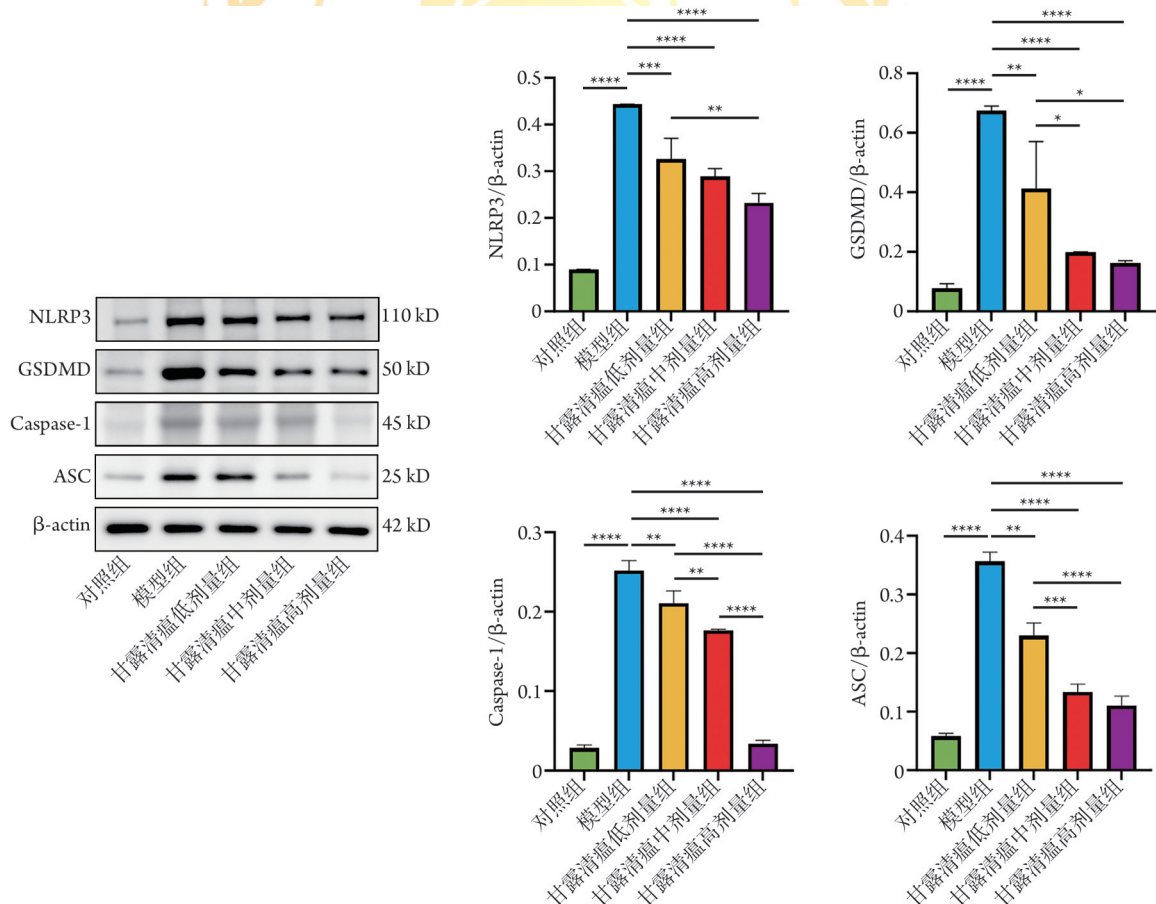 NLRP3 110 kD
GSDMD 50 kD
Caspase-1 45 kD
ASC 25 kD
β-actin 42 kD
对照组
模型组
甘露清瘟低剂量组
甘露清瘟中剂量组
甘露清瘟高剂量组
NLRP3/β-actin
0.5
0.4
0.3
0.2
0.1
0
****
***
****
****
**
对照组
模型组
甘露清瘟低剂量组
甘露清瘟中剂量组
甘露清瘟高剂量组
GSDMD/β-actin
0.8
0.6
0.4
0.2
0
****
**
****
****
*
*
对照组
模型组
甘露清瘟低剂量组
甘露清瘟中剂量组
甘露清瘟高剂量组
Caspase-1/β-actin
0.3
0.2
0.1
0
****
**
****
****
****
**
****
对照组
模型组
甘露清瘟低剂量组
甘露清瘟中剂量组
甘露清瘟高剂量组
ASC/β-actin
0.4
0.3
0.2
0.1
0
****
**
****
****
****
***
对照组
模型组
甘露清瘟低剂量组
甘露清瘟中剂量组
甘露清瘟高剂量组